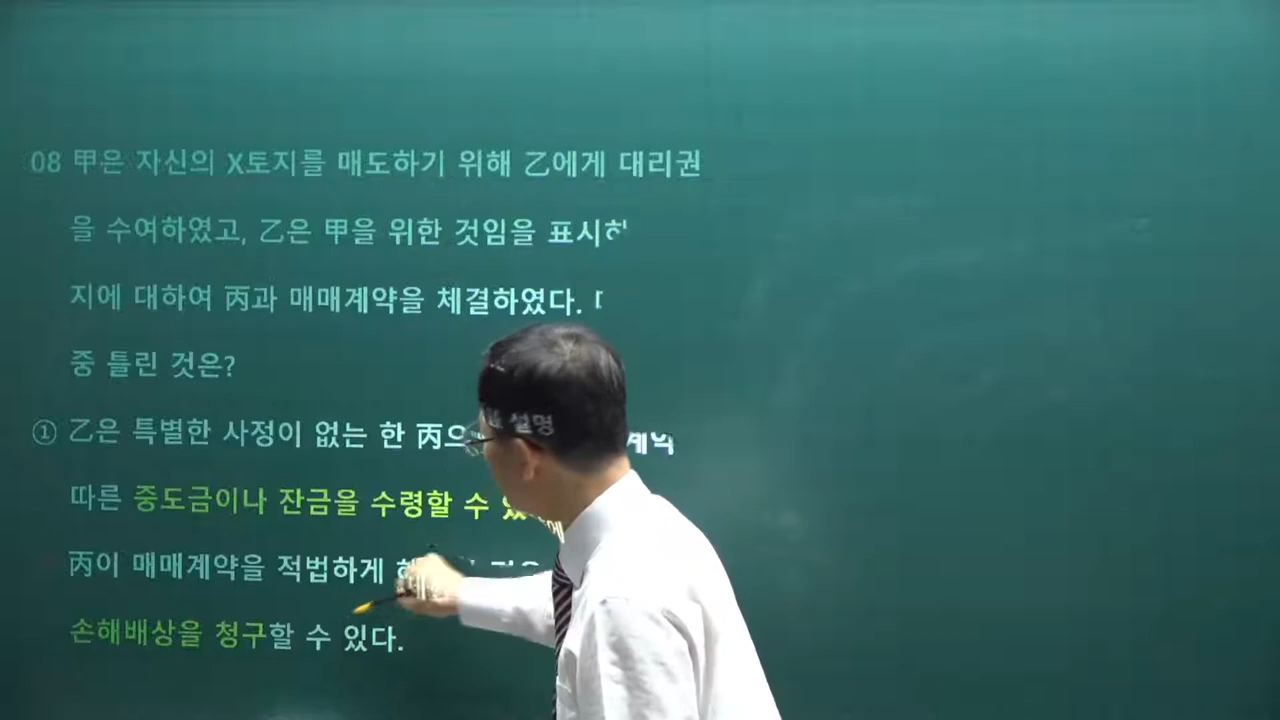 08 甲은 자신의 X토지를 매도하기 위해 乙에게 대리권
을 수여하였고, 乙은 甲을 위한 것임을 표시하
지에 대하여 丙과 매매계약을 체결하였다.
중 틀린 것은? 설명
① 乙은 특별한 사정이 없는 한 丙으 계약
따른 중도금이나 잔금을 수령할 수
丙이 매매계약을 적법하게
손해배상을 청구할 수 있다.